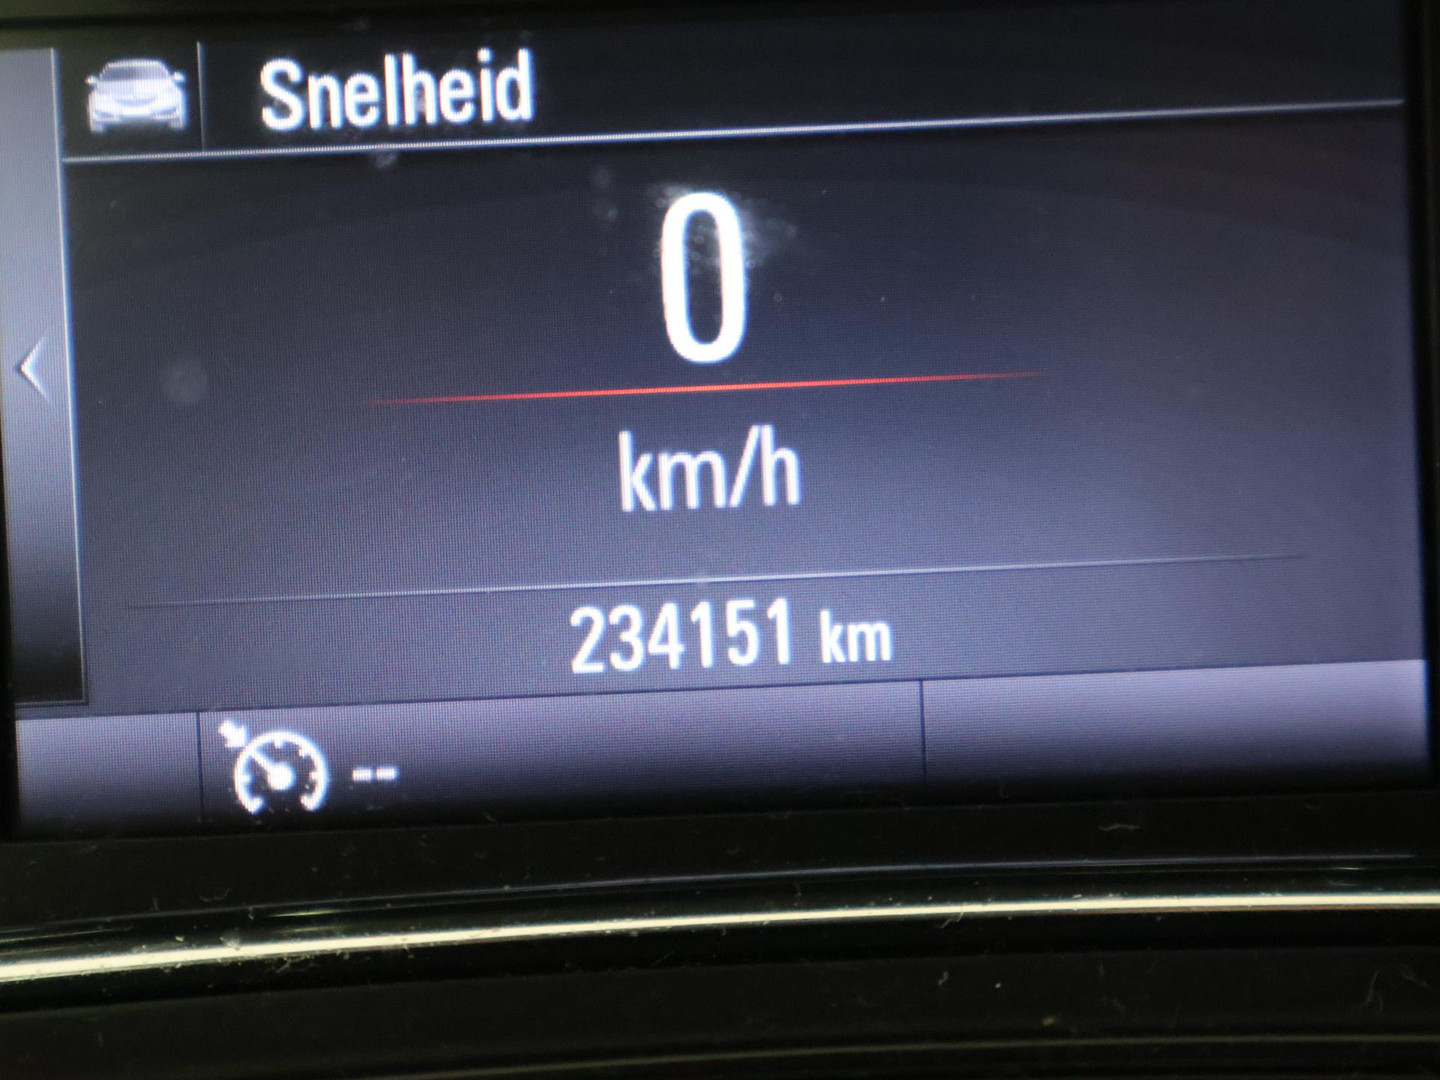 Snelheid
0
km/h
234151 km
--